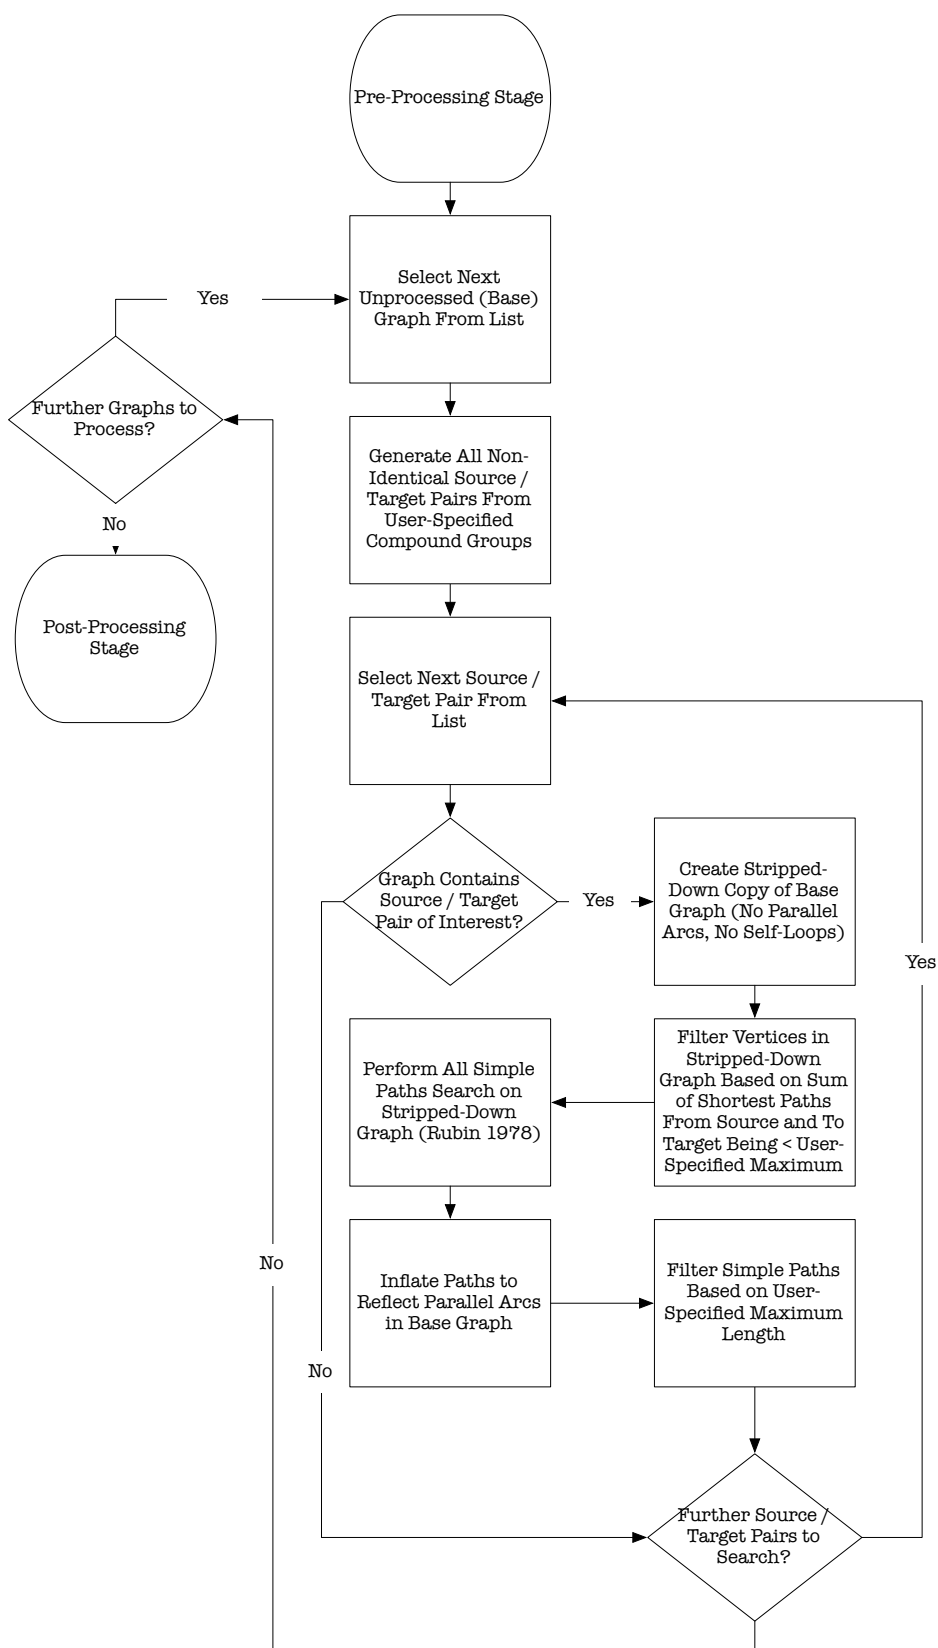 Pre-Processing Stage
Select Next
Unprocessed (Base)
Graph From List
Yes
Further Graphs to
Process?
No
Post-Processing
Stage
Generate All Non-
Identical Source /
Target Pairs From
User-Specified
Compound Groups
Select Next Source /
Target Pair From
List
Graph Contains
Source / Target
Pair of Interest?
Yes
Create Stripped-
Down Copy of Base
Graph (No Parallel
Arcs, No Self-Loops)
Yes
Filter Vertices in
Stripped-Down
Graph Based on Sum
of Shortest Paths
From Source and To
Target Being < User-
Specified Maximum
Perform All Simple
Paths Search on
Stripped-Down
Graph (Rubin 1978)
Inflate Paths to
Reflect Parallel Arcs
in Base Graph
Filter Simple Paths
Based on User-
Specified Maximum
Length
No
No
Further Source /
Target Pairs to
Search?